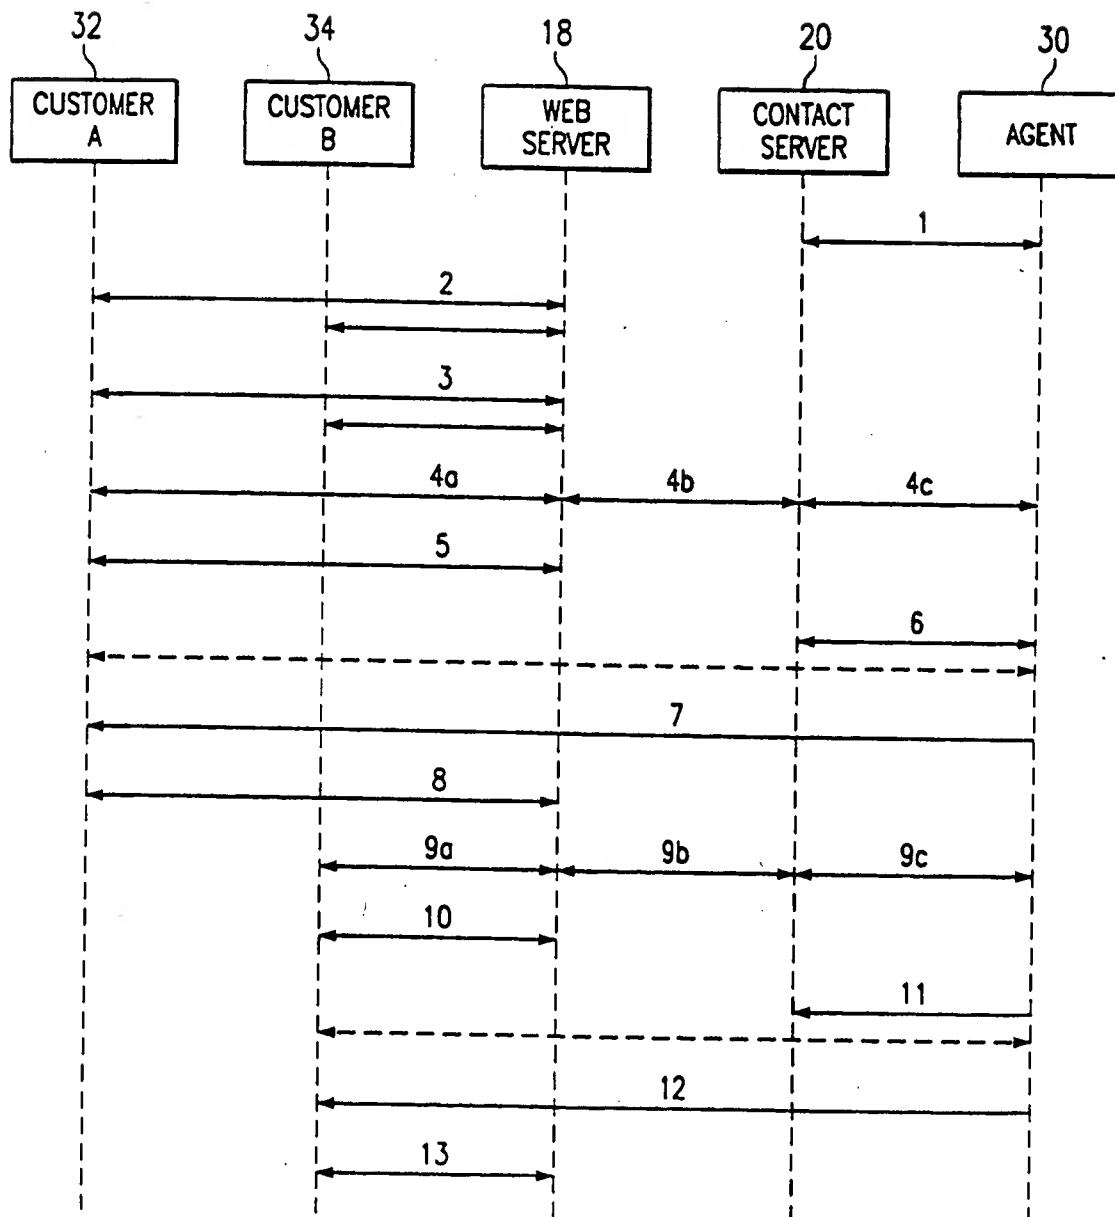 32
34
18
20
30
CUSTOMER
A
CUSTOMER
B
WEB
SERVER
CONTACT
SERVER
AGENT
1
2
3
4a
4b
4c
5
6
7
8
9a
9b
9c
10
11
12
13